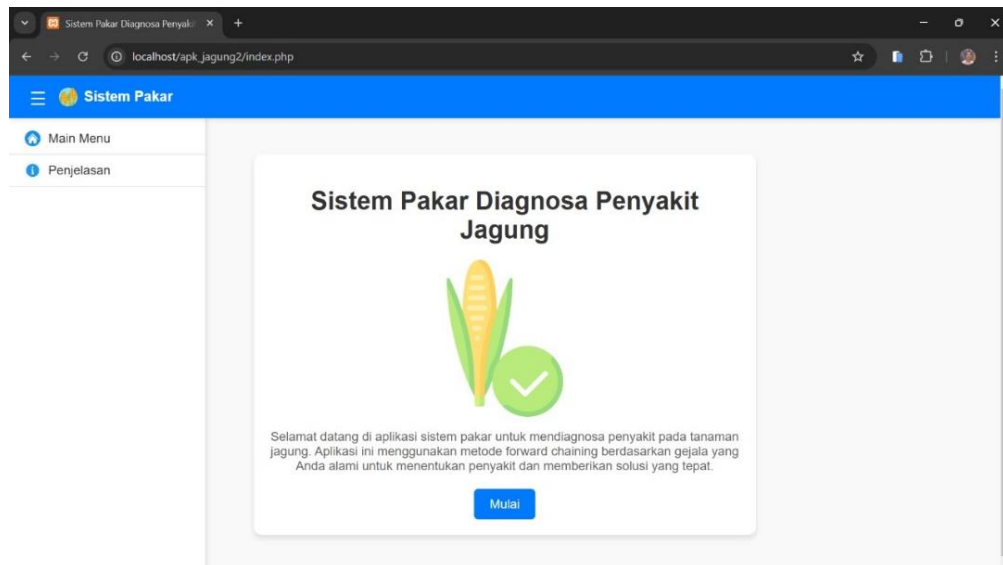 Sistem Pakar Diagnosa Penyaki
localhost/apk_jagung2/index.php
Sistem Pakar
Main Menu
Penjelasan
Sistem Pakar Diagnosa Penyakit
Jagung
Selamat datang di aplikasi sistem pakar untuk mendiagnosa penyakit pada tanaman
jagung. Aplikasi ini menggunakan metode forward chaining berdasarkan gejala yang
Anda alami untuk menentukan penyakit dan memberikan solusi yang tepat.
Mulai